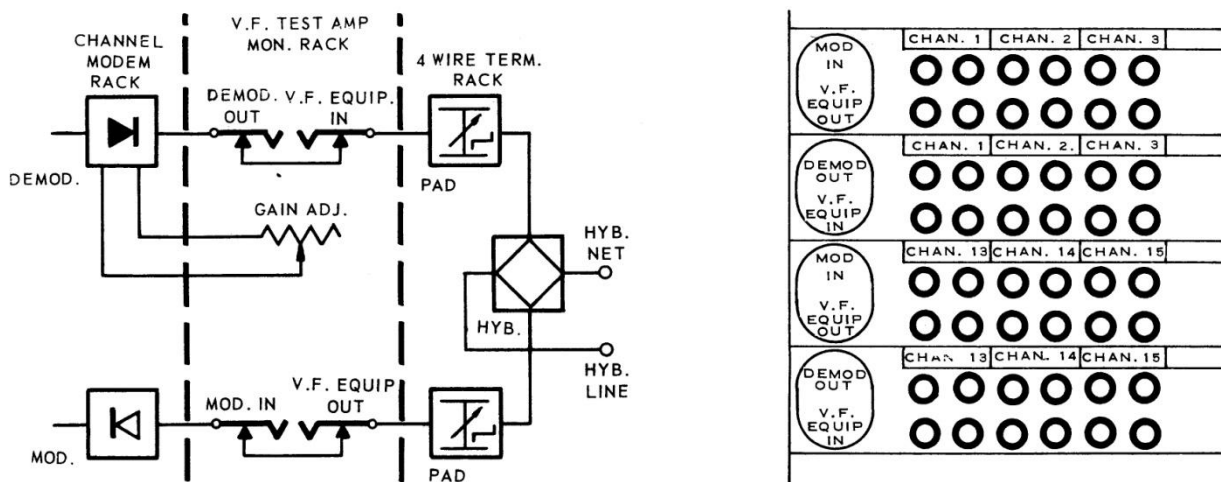 V.F. TEST AMP
MON. RACK
CHANNEL
MODEM
RACK
4 WIRE TERM.
RACK
DEMOD.
OUT
V.F. EQUIP.
IN
DEMOD.
PAD
GAIN ADJ.
HYB.
NET
HYB.
HYB.
LINE
MOD. IN
V.F. EQUIP
OUT
MOD.
PAD
MOD
IN
V.F.
EQUIP
OUT
CHAN. 1
CHAN. 2
CHAN. 3
DEMOD
OUT
V.F.
EQUIP
IN
CHAN. 1
CHAN. 2.
CHAN. 3
MOD
IN
V.F.
EQUIP
OUT
CHAN. 13
CHAN. 14
CHAN. 15
DEMOD
OUT
V.F.
EQUIP
IN
CHAN. 13
CHAN. 14
CHAN. 15